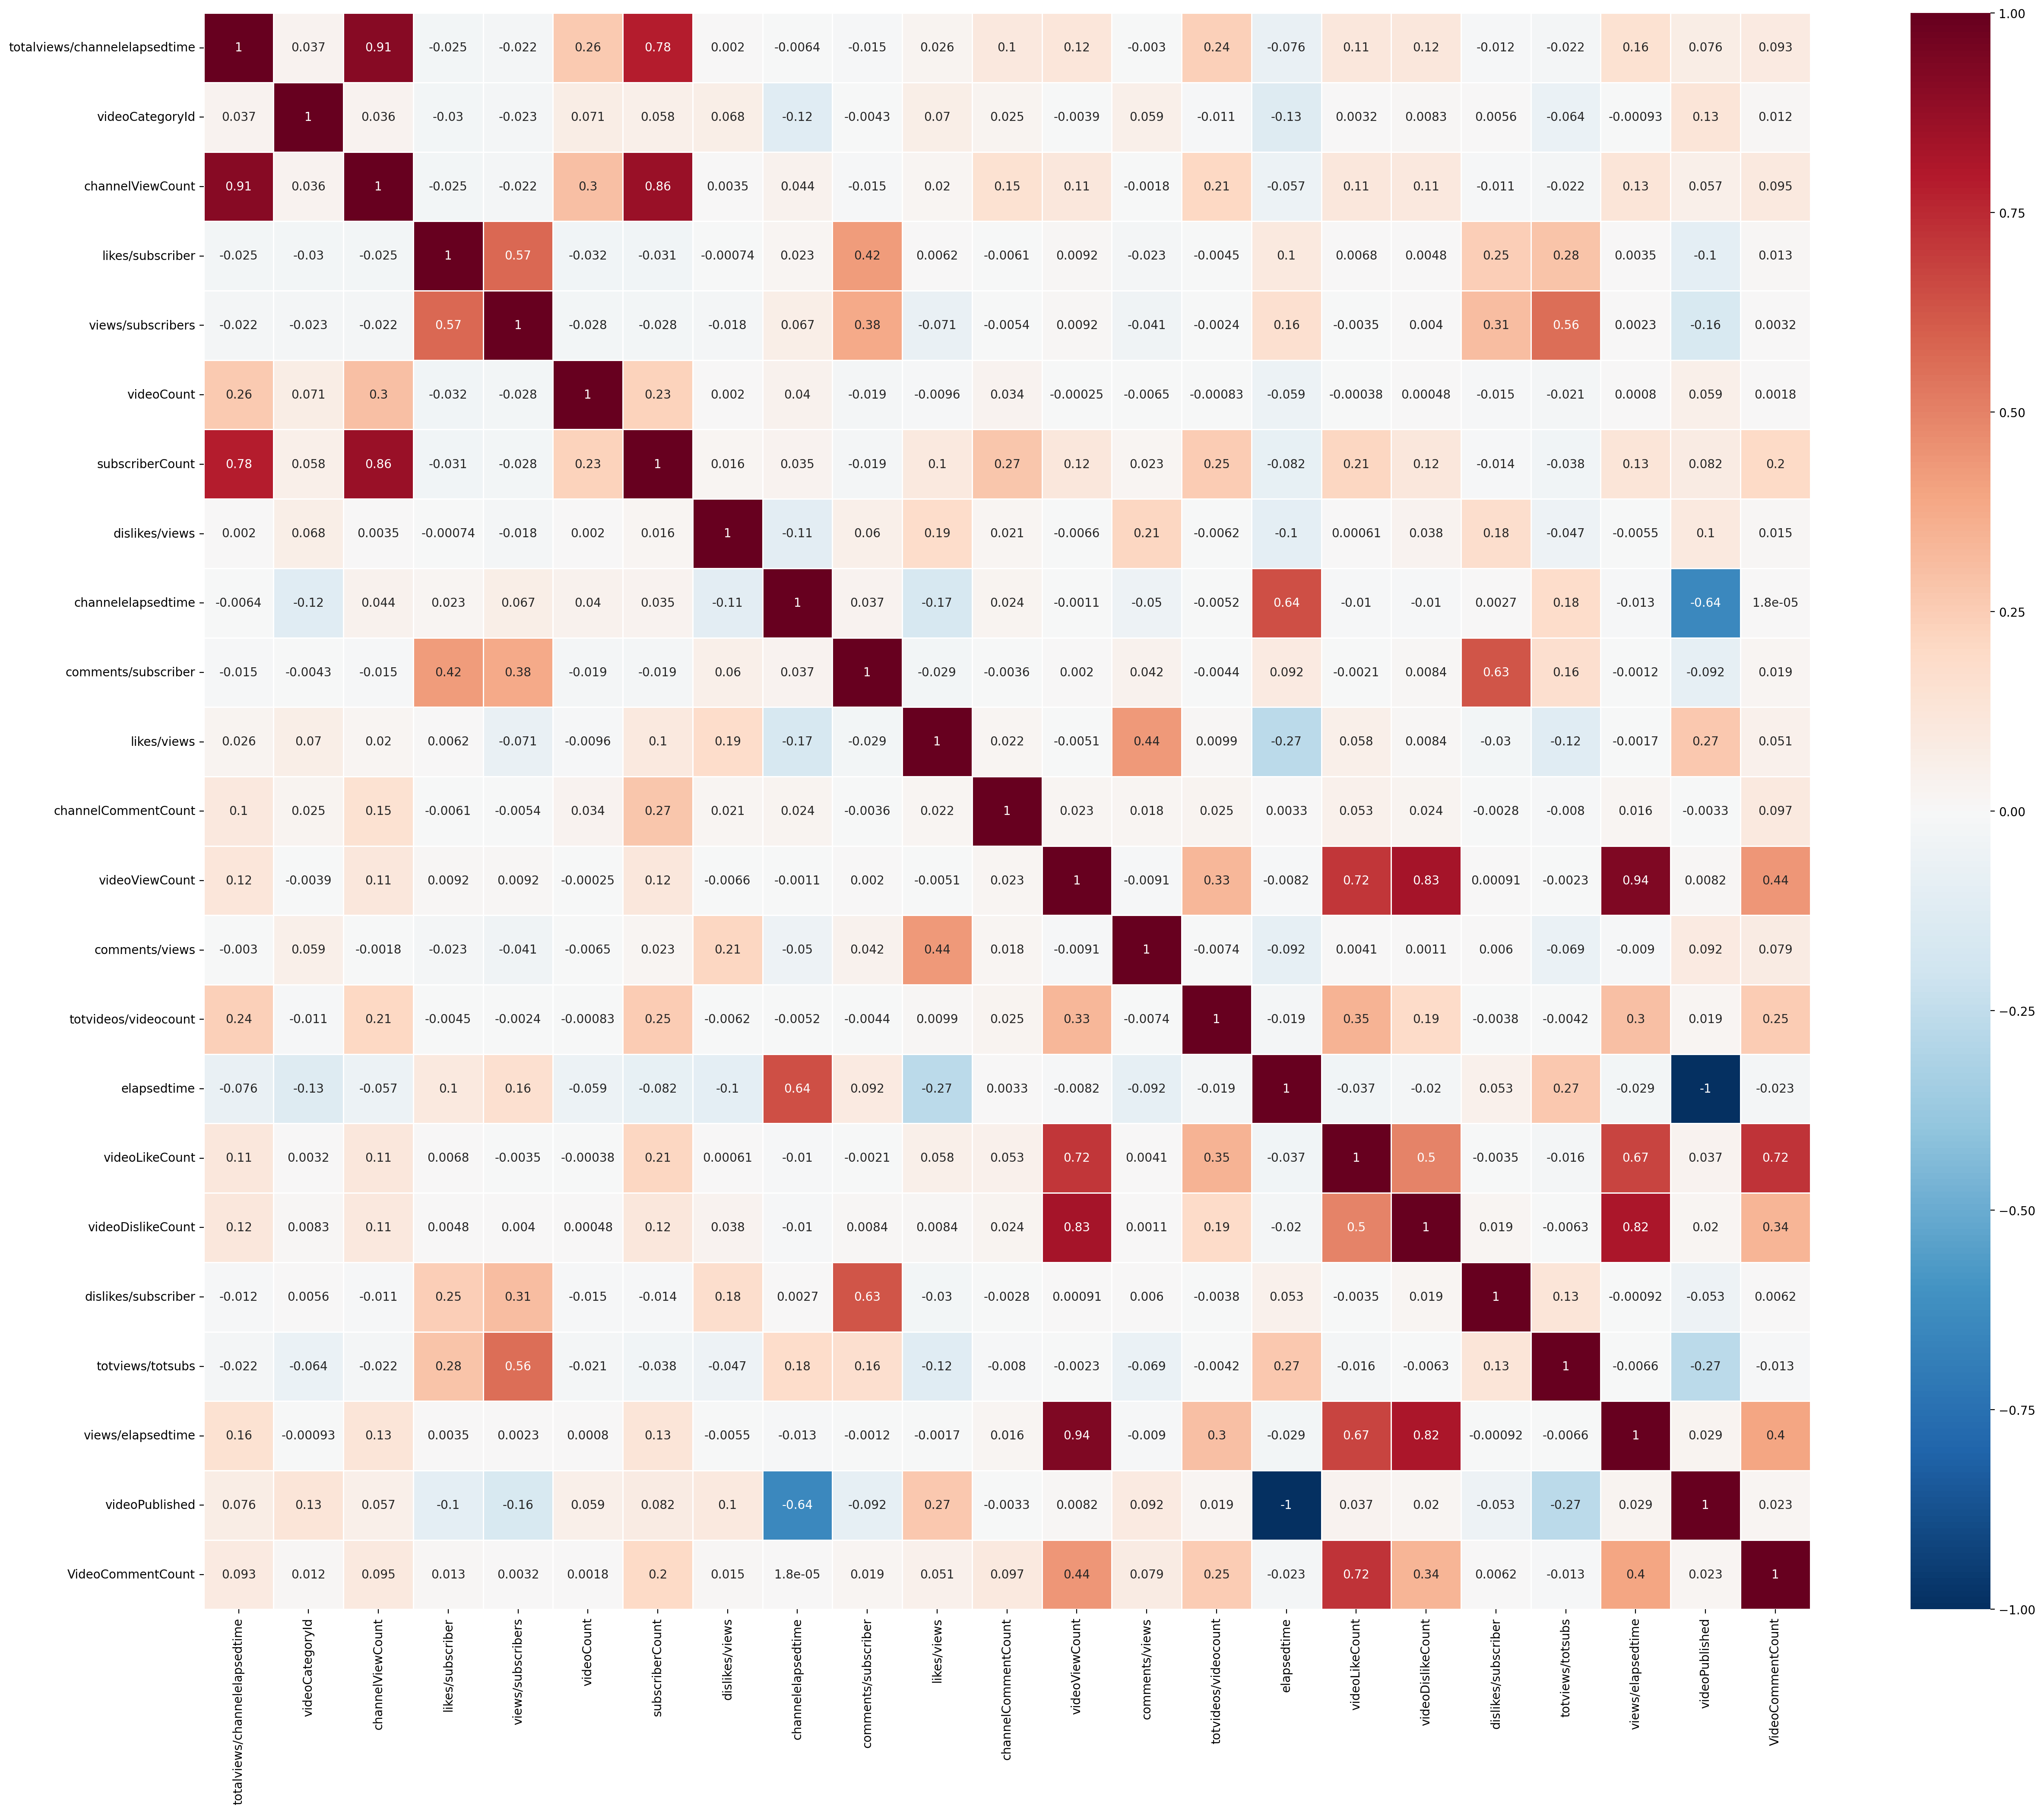 totalviews/channelelapsedtime 1 0.037 0.91 -0.025 -0.022 0.26 0.78 0.002 -0.0064 -0.015 0.026 0.1 0.12 -0.003 0.24 -0.076 0.11 0.12 -0.012 -0.022 0.16 0.076 0.093
videoCategoryId 0.037 1 0.036 -0.03 -0.023 0.071 0.058 0.068 -0.12 -0.0043 0.07 0.025 -0.0039 0.059 -0.011 -0.13 0.0032 0.0083 0.0056 -0.064 -0.00093 0.13 0.012
channelViewCount 0.91 0.036 1 -0.025 -0.022 0.3 0.86 0.0035 0.044 -0.015 0.02 0.15 0.11 -0.0018 0.21 -0.057 0.11 0.11 -0.011 -0.022 0.13 0.057 0.095
likes/subscriber -0.025 -0.03 -0.025 1 0.57 -0.032 -0.031 -0.00074 0.023 0.42 0.0062 -0.0061 0.0092 -0.023 -0.0045 0.1 0.0068 0.0048 0.25 0.28 0.0035 -0.1 0.013
views/subscribers -0.022 -0.023 -0.022 0.57 1 -0.028 -0.028 -0.018 0.067 0.38 -0.071 -0.0054 0.0092 -0.041 -0.0024 0.16 -0.0035 0.004 0.31 0.56 0.0023 -0.16 0.0032
videoCount 0.26 0.071 0.3 -0.032 -0.028 1 0.23 0.002 0.04 -0.019 -0.0096 0.034 -0.00025 -0.0065 -0.00083 -0.059 -0.00038 0.00048 -0.015 -0.021 0.0008 0.059 0.0018
subscriberCount 0.78 0.058 0.86 -0.031 -0.028 0.23 1 0.016 0.035 -0.019 0.1 0.27 0.12 0.023 0.25 -0.082 0.21 0.12 -0.014 -0.038 0.13 0.082 0.2
dislikes/views 0.002 0.068 0.0035 -0.00074 -0.018 0.002 0.016 1 -0.11 0.06 0.19 0.021 -0.0066 0.21 -0.0062 -0.1 0.00061 0.038 0.18 -0.047 -0.0055 0.1 0.015
channelelapsedtime -0.0064 -0.12 0.044 0.023 0.067 0.04 0.035 -0.11 1 0.037 -0.17 0.024 -0.0011 -0.05 -0.0052 0.64 -0.01 -0.01 0.0027 0.18 -0.013 -0.64 1.8e-05
comments/subscriber -0.015 -0.0043 -0.015 0.42 0.38 -0.019 -0.019 0.06 0.037 1 -0.029 -0.0036 0.002 0.042 -0.0044 0.092 -0.0021 0.0084 0.63 0.16 -0.0012 -0.092 0.019
likes/views 0.026 0.07 0.02 0.0062 -0.071 -0.0096 0.1 0.19 -0.17 -0.029 1 0.022 -0.0051 0.44 0.0099 -0.27 0.058 0.0084 -0.03 -0.12 -0.0017 0.27 0.051
channelCommentCount 0.1 0.025 0.15 -0.0061 -0.0054 0.034 0.27 0.021 0.024 -0.0036 0.022 1 0.023 0.018 0.025 0.0033 0.053 0.024 -0.0028 -0.008 0.016 -0.0033 0.097
videoViewCount 0.12 -0.0039 0.11 0.0092 0.0092 -0.00025 0.12 -0.0066 -0.0011 0.002 -0.0051 0.023 1 -0.0091 0.33 -0.0082 0.72 0.83 0.00091 -0.0023 0.94 0.0082 0.44
comments/views -0.003 0.059 -0.0018 -0.023 -0.041 -0.0065 0.023 0.21 -0.05 0.042 0.44 0.018 -0.0091 1 -0.0074 -0.092 0.0041 0.0011 0.006 -0.069 -0.009 0.092 0.079
totvideos/videocount 0.24 -0.011 0.21 -0.0045 -0.0024 -0.00083 0.25 -0.0062 -0.0052 -0.0044 0.0099 0.025 0.33 -0.0074 1 -0.019 0.35 0.19 -0.0038 -0.0042 0.3 0.019 0.25
elapsedtime -0.076 -0.13 -0.057 0.1 0.16 -0.059 -0.082 -0.1 0.64 0.092 -0.27 0.0033 -0.0082 -0.092 -0.019 1 -0.037 -0.02 0.053 0.27 -0.029 -1 -0.023
videoLikeCount 0.11 0.0032 0.11 0.0068 -0.0035 -0.00038 0.21 0.00061 -0.01 -0.0021 0.058 0.053 0.72 0.0041 0.35 -0.037 1 0.5 -0.0035 -0.016 0.67 0.037 0.72
videoDislikeCount 0.12 0.0083 0.11 0.0048 0.004 0.00048 0.12 0.038 -0.01 0.0084 0.0084 0.024 0.83 0.0011 0.19 -0.02 0.5 1 0.019 -0.0063 0.82 0.02 0.34
dislikes/subscriber -0.012 0.0056 -0.011 0.25 0.31 -0.015 -0.014 0.18 0.0027 0.63 -0.03 -0.0028 0.00091 0.006 -0.0038 0.053 -0.0035 0.019 1 0.13 -0.00092 -0.053 0.0062
totviews/totsubs -0.022 -0.064 -0.022 0.28 0.56 -0.021 -0.038 -0.047 0.18 0.16 -0.12 -0.008 -0.0023 -0.069 -0.0042 0.27 -0.016 -0.0063 0.13 1 -0.0066 -0.27 -0.013
views/elapsedtime 0.16 -0.00093 0.13 0.0035 0.0023 0.0008 0.13 -0.0055 -0.013 -0.0012 -0.0017 0.016 0.94 -0.009 0.3 -0.029 0.67 0.82 -0.00092 -0.0066 1 0.029 0.4
videoPublished 0.076 0.13 0.057 -0.1 -0.16 0.059 0.082 0.1 -0.64 -0.092 0.27 -0.0033 0.0082 0.092 0.019 -1 0.037 0.02 -0.053 -0.27 0.029 1 0.023
VideoCommentCount 0.093 0.012 0.095 0.013 0.0032 0.0018 0.2 0.015 1.8e-05 0.019 0.051 0.097 0.44 0.079 0.25 -0.023 0.72 0.34 0.0062 -0.013 0.4 0.023 1
totalviews/channelelapsedtime
videoCategoryId
channelViewCount
likes/subscriber
views/subscribers
videoCount
subscriberCount
dislikes/views
channelelapsedtime
comments/subscriber
likes/views
channelCommentCount
videoViewCount
comments/views
totvideos/videocount
elapsedtime
videoLikeCount
videoDislikeCount
dislikes/subscriber
totviews/totsubs
views/elapsedtime
videoPublished
VideoCommentCount
1.00
0.75
0.50
0.25
0.00
−0.25
−0.50
−0.75
−1.00